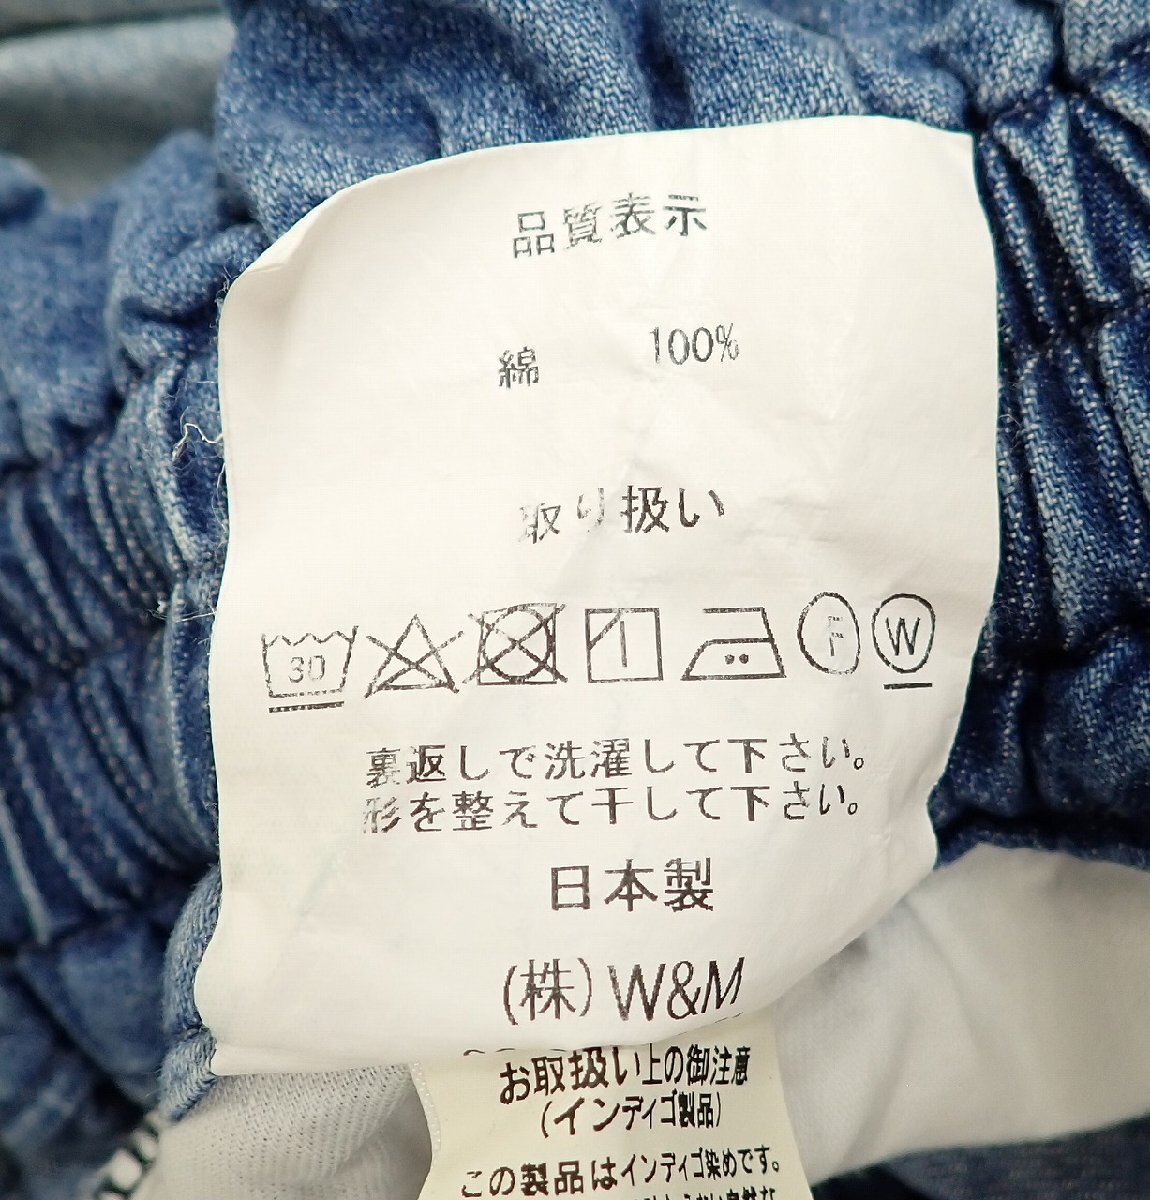 品質表示
綿 100%
取り扱い
30 F W
裏返しで洗濯して下さい。
形を整えて干して下さい。
日本製
(株)W&M
お取扱い上の御注意
(インディゴ製品)
この製品はインディゴ染めです。